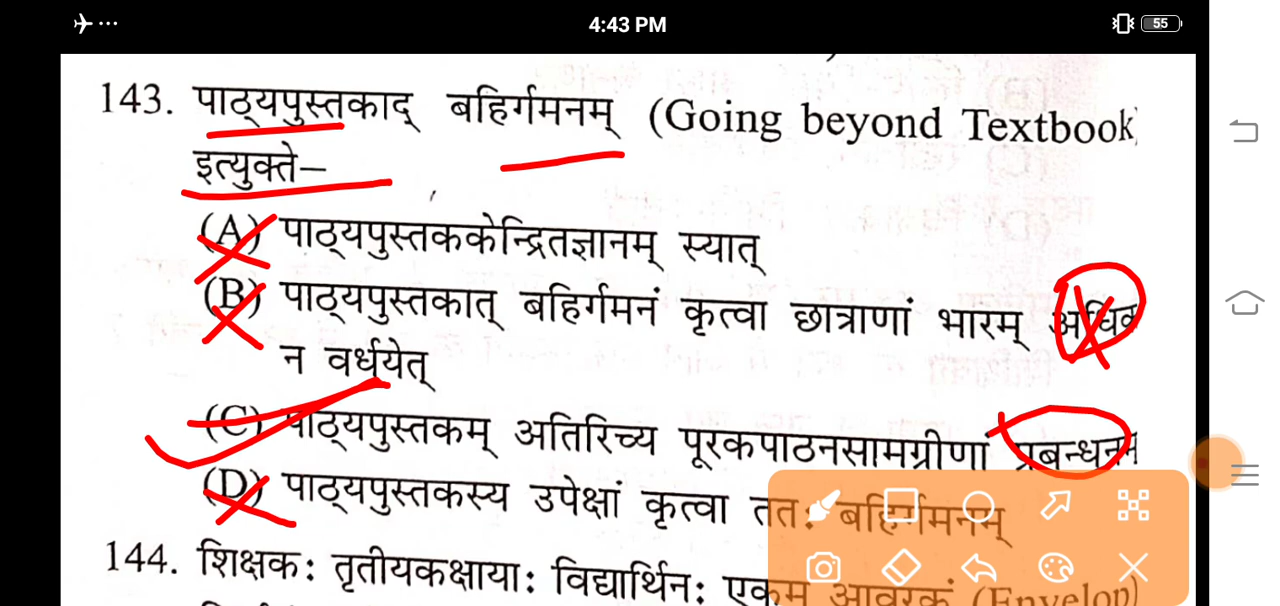 4:43 PM
55
143. पाठ्यपुस्तकाद् बहिर्गमनम् (Going beyond Textbook
इत्युक्ते–
(A) पाठ्यपुस्तककेन्द्रितज्ञानम् स्यात्
(B) पाठ्यपुस्तकात् बहिर्गमनं कृत्वा छात्राणां भारम् अधिक
न वर्धयेत्
(C) पाठ्यपुस्तकम् अतिरिच्य पूरकपाठनसामग्रीणां प्रबन्धनम
(D) पाठ्यपुस्तकस्य उपेक्षां कृत्वा ततः बहिर्गमनम्
144. शिक्षकः तृतीयकक्षायाः विद्यार्थिनः एकम् आवरकं (Envelop)